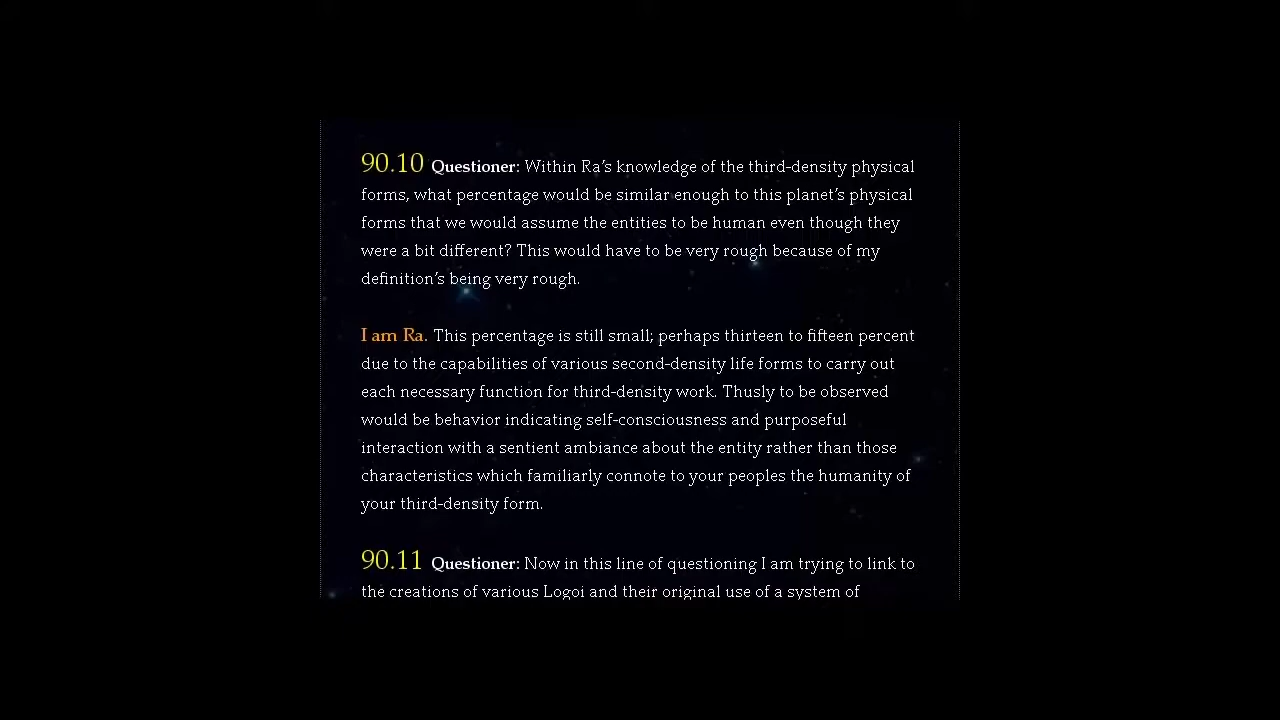 90.10 Questioner: Within Ra’s knowledge of the third-density physical
forms, what percentage would be similar enough to this planet’s physical
forms that we would assume the entities to be human even though they
were a bit different? This would have to be very rough because of my
definition’s being very rough.
I am Ra. This percentage is still small; perhaps thirteen to fifteen percent
due to the capabilities of various second-density life forms to carry out
each necessary function for third-density work. Thusly to be observed
would be behavior indicating self-consciousness and purposeful
interaction with a sentient ambiance about the entity rather than those
characteristics which familiarly connote to your peoples the humanity of
your third-density form.
90.11 Questioner: Now in this line of questioning I am trying to link to
the creations of various Logoi and their original use of a system of